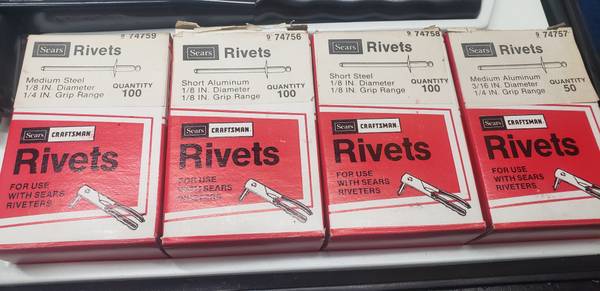 9 74759
Sears Rivets
Medium Steel
1/8 IN. Diameter
1/4 IN. Grip Range
QUANTITY
100
Sears CRAFTSMAN
Rivets
FOR USE
WITH SEARS
RIVETERS
9 74756
Sears Rivets
Short Aluminum
1/8 IN. Diameter
1/8 IN. Grip Range
QUANTITY
100
Sears CRAFTSMAN
Rivets
FOR USE
WITH SEARS
RIVETERS
9 74758
Sears Rivets
Short Steel
1/8 IN. Diameter
1/8 IN. Grip Range
QUANTITY
100
Sears CRAFTSMAN
Rivets
FOR USE
WITH SEARS
RIVETERS
9 74757
Sears Rivets
Medium Aluminum
3/16 IN. Diameter
1/4 IN. Grip Range
QUANTITY
50
Sears CRAFTSMAN
Rivets
FOR USE
WITH SEARS
RIVETERS